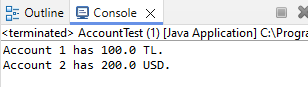 Outline Console
<terminated> AccountTest (1) [Java Application] C:\Progra
Account 1 has 100.0 TL.
Account 2 has 200.0 USD.